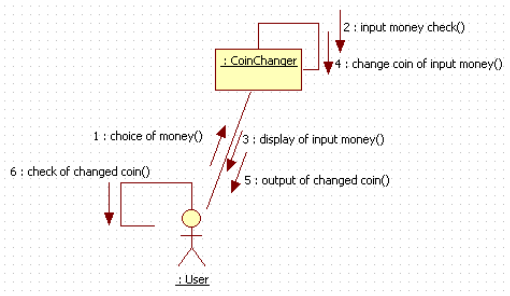 2 : input money check()
: CoinChanger
4 : change coin of input money()
1 : choice of money()
3 : display of input money()
6 : check of changed coin()
5 : output of changed coin()
: User